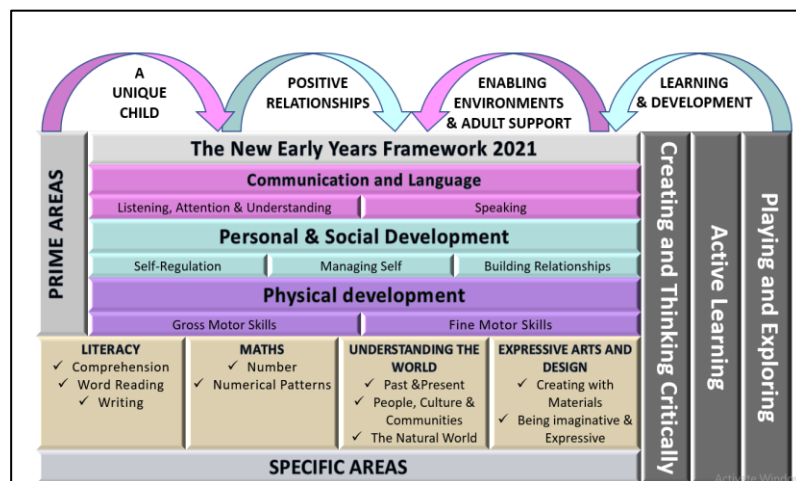 A
UNIQUE
CHILD
POSITIVE
RELATIONSHIPS
ENABLING
ENVIRONMENTS
& ADULT SUPPORT
LEARNING
& DEVELOPMENT
PRIME AREAS
The New Early Years Framework 2021
Communication and Language
Listening, Attention & Understanding
Speaking
Personal & Social Development
Self-Regulation
Managing Self
Building Relationships
Physical development
Gross Motor Skills
Fine Motor Skills
LITERACY
✓ Comprehension
✓ Word Reading
✓ Writing
MATHS
✓ Number
✓ Numerical Patterns
UNDERSTANDING THE
WORLD
✓ Past &Present
✓ People, Culture &
Communities
✓ The Natural World
EXPRESSIVE ARTS AND
DESIGN
✓ Creating with
Materials
✓ Being imaginative &
Expressive
SPECIFIC AREAS
Creating and Thinking Critically
Active Learning
Playing and Exploring
Activate Windo